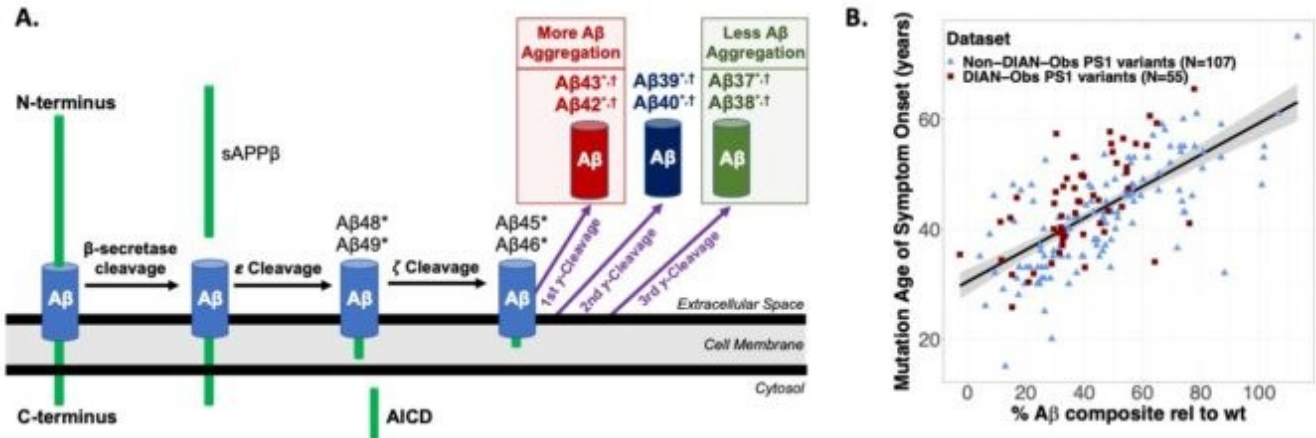 A.
N-terminus
sAPPβ
β-secretase
cleavage
ε Cleavage
ζ Cleavage
Aβ
Aβ
Aβ48*
Aβ49*
Aβ
Aβ45*
Aβ46*
Aβ
More Aβ
Aggregation
Aβ43*,†
Aβ42*,†
Aβ
Aβ39*,†
Aβ40*,†
Aβ
Less Aβ
Aggregation
Aβ37*,†
Aβ38*,†
Aβ
1st γ-Cleavage
2nd γ-Cleavage
3rd γ-Cleavage
Extracellular Space
Cell Membrane
Cytosol
C-terminus
AICD
B.
Mutation Age of Symptom Onset (years)
Dataset
Non-DIAN-Obs PS1 variants (N=107)
DIAN-Obs PS1 variants (N=55)
60
40
20
0 20 40 60 80 100
% Aβ composite rel to wt